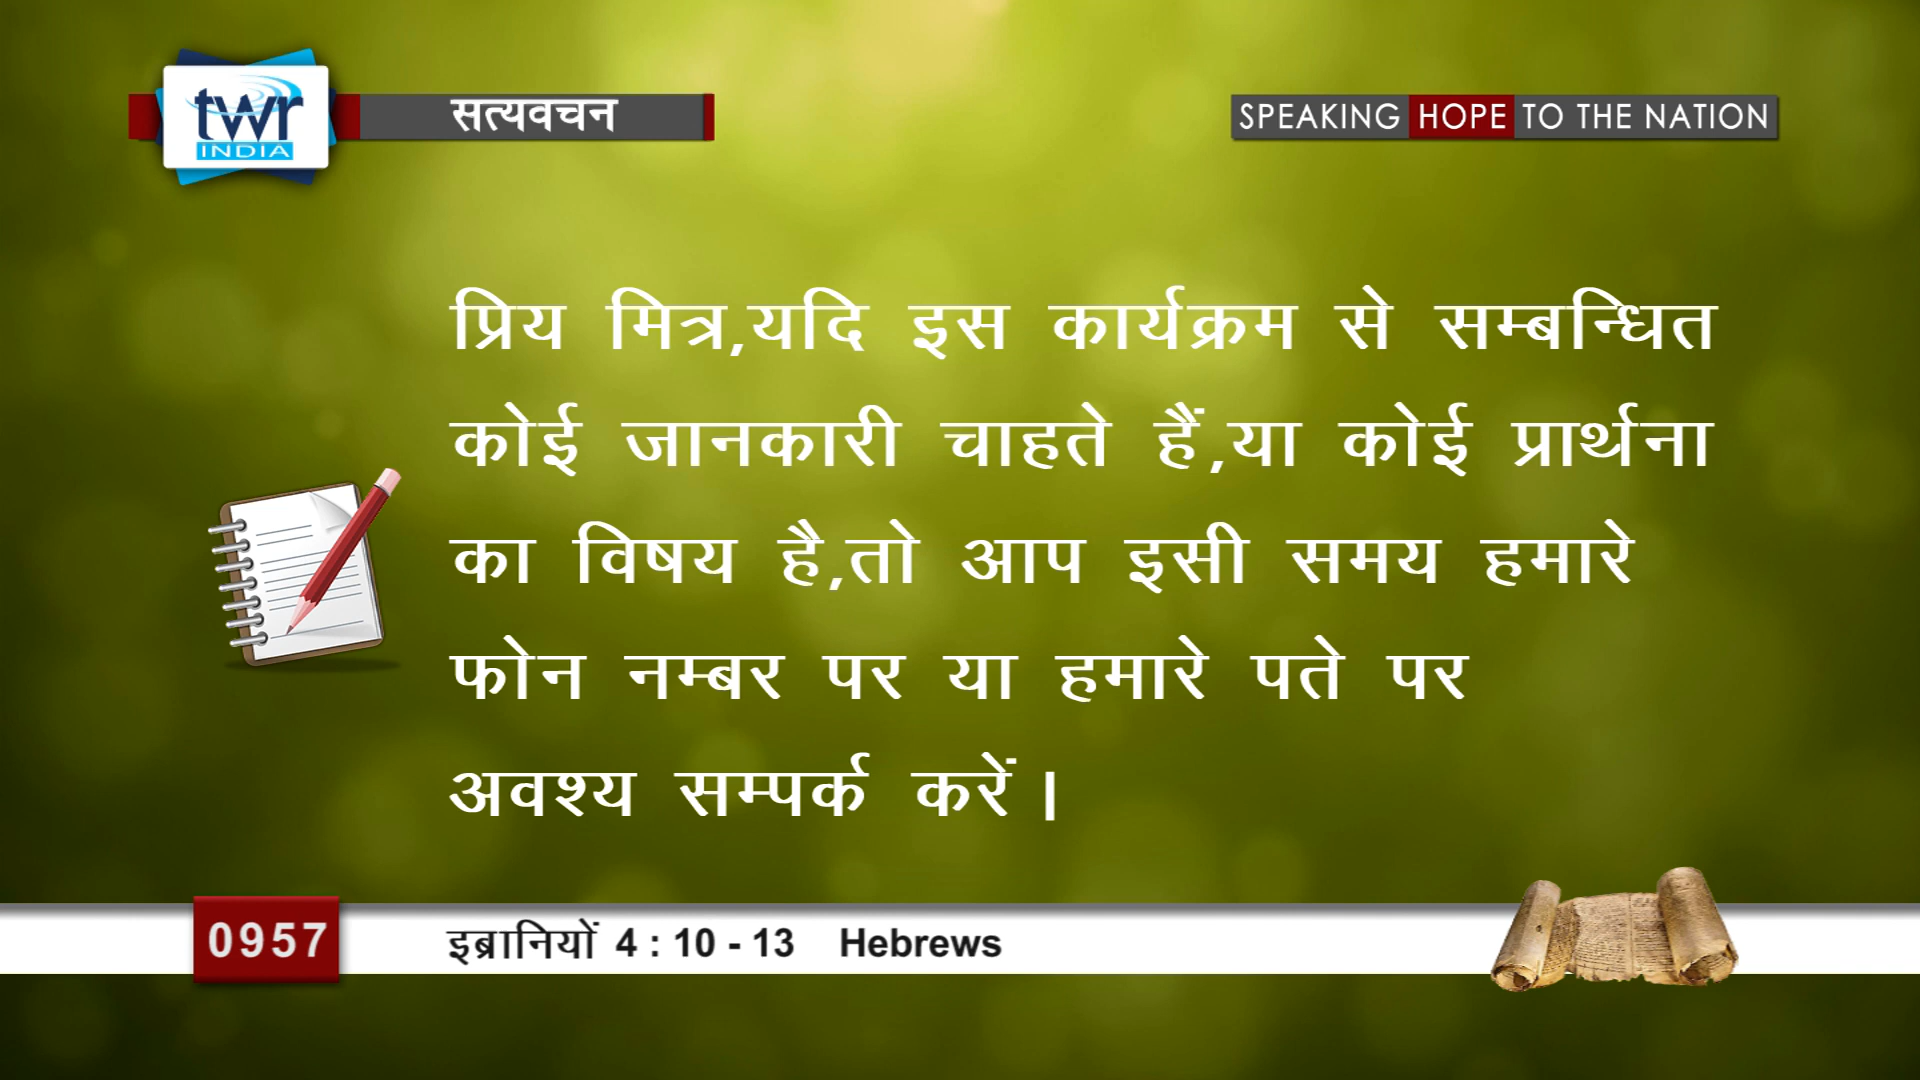 twr
INDIA
सत्यवचन
SPEAKING HOPE TO THE NATION
प्रिय मित्र,यदि इस कार्यक्रम से सम्बन्धित
कोई जानकारी चाहते हैं,या कोई प्रार्थना
का विषय है,तो आप इसी समय हमारे
फोन नम्बर पर या हमारे पते पर
अवश्य सम्पर्क करें।
0957
इब्रानियों 4 : 10 - 13 Hebrews